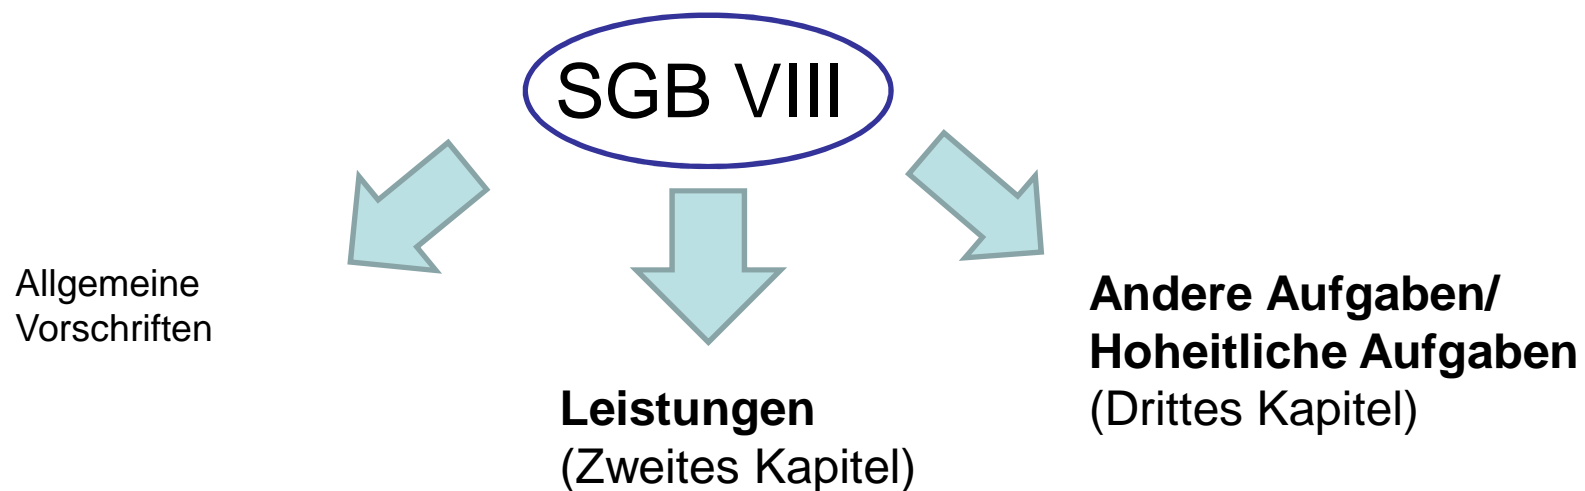 SGB VIII
Allgemeine
Vorschriften
Leistungen
(Zweites Kapitel)
Andere Aufgaben/
Hoheitliche Aufgaben
(Drittes Kapitel)